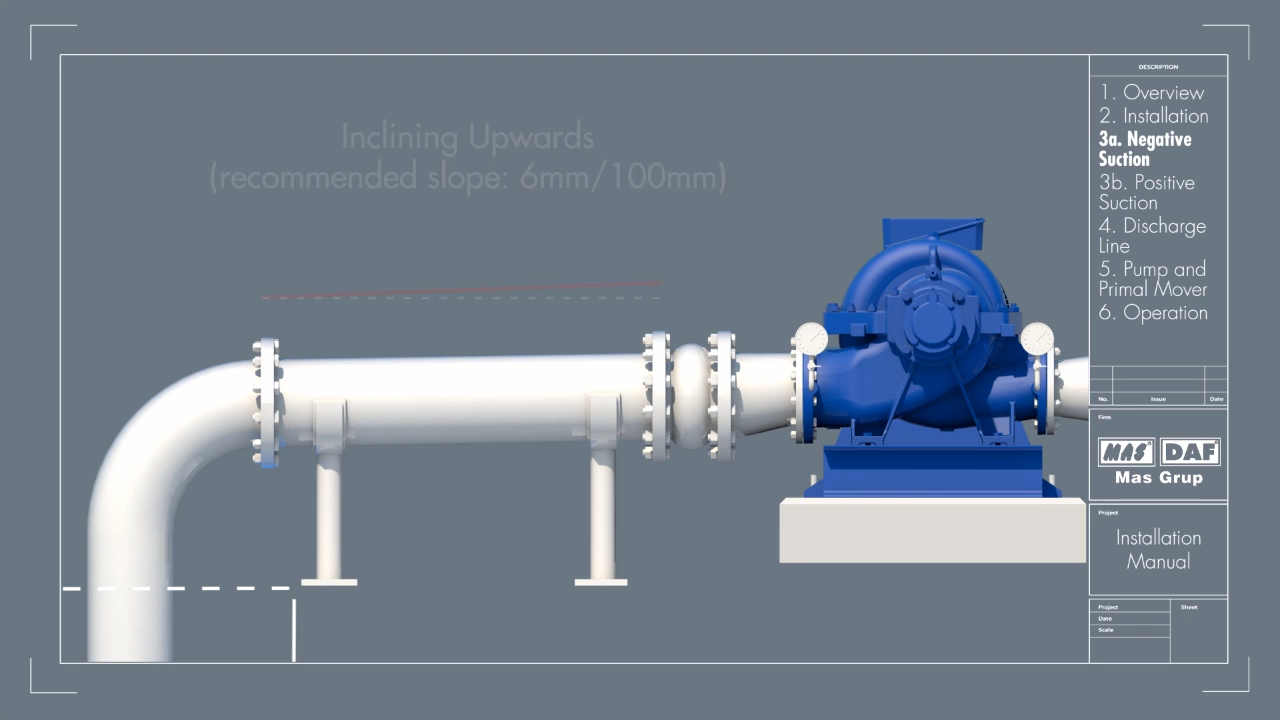 Inclining Upwards
(recommended slope: 6mm/100mm)
DESCRIPTION
1. Overview
2. Installation
3a. Negative
Suction
3b. Positive
Suction
4. Discharge
Line
5. Pump and
Primal Mover
6. Operation
No. Issue Date
Firm
MAS DAF
Mas Grup
Project
Installation
Manual
Project Sheet
Date
Scale